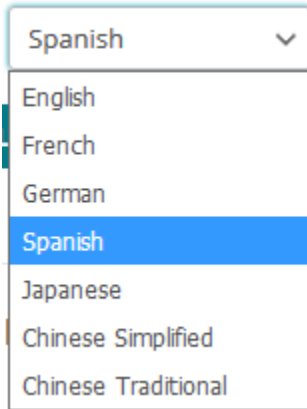 Spanish
English
French
German
Spanish
Japanese
Chinese Simplified
Chinese Traditional